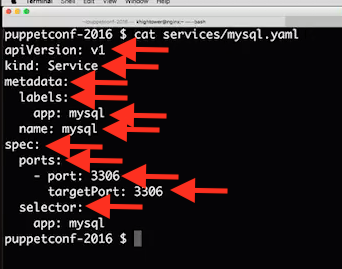 Terminal Shell Edit View Window Help
~puppetconf-2016 — khightower@nginx: ~ — -bash
puppetconf-2016 $ cat services/mysql.yaml
apiVersion: v1
kind: Service
metadata:
  labels:
    app: mysql
  name: mysql
spec:
  ports:
    - port: 3306
      targetPort: 3306
  selector:
    app: mysql
puppetconf-2016 $